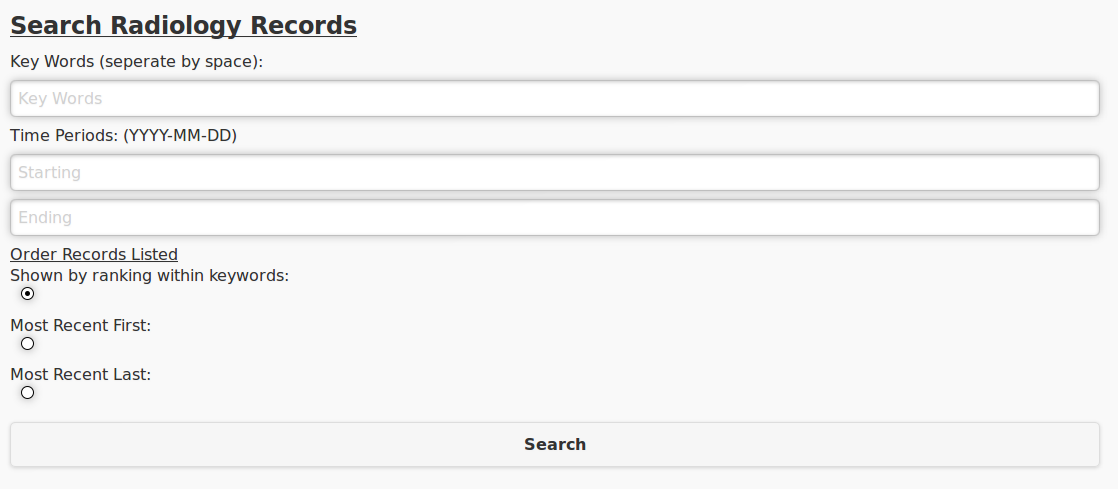 Search Radiology Records
Key Words (seperate by space):
Key Words
Time Periods: (YYYY-MM-DD)
Starting
Ending
Order Records Listed
Shown by ranking within keywords:
Most Recent First:
Most Recent Last:
Search